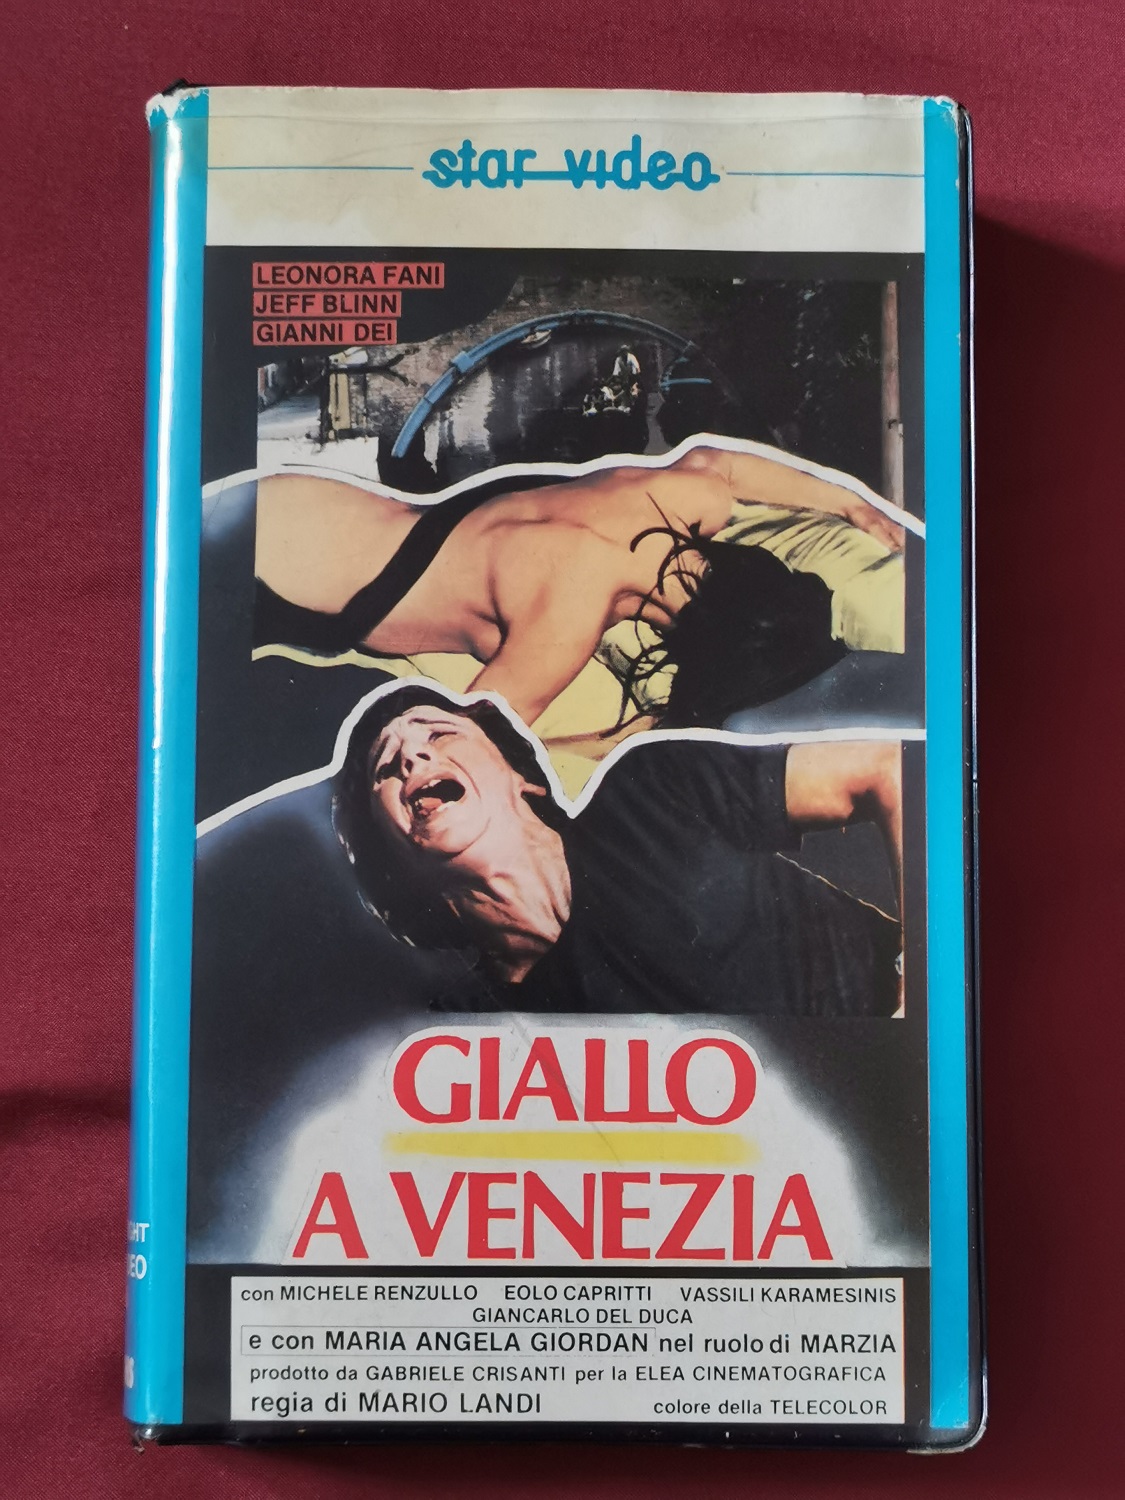 star video
LEONORA FANI
JEFF BLINN
GIANNI DEI
GIALLO
A VENEZIA
con MICHELE RENZULLO EOLO CAPRITTI VASSILI KARAMESINIS
GIANCARLO DEL DUCA
e con MARIA ANGELA GIORDAN nel ruolo di MARZIA
prodotto da GABRIELE CRISANTI per la ELEA CINEMATOGRAFICA
regia di MARIO LANDI colore della TELECOLOR